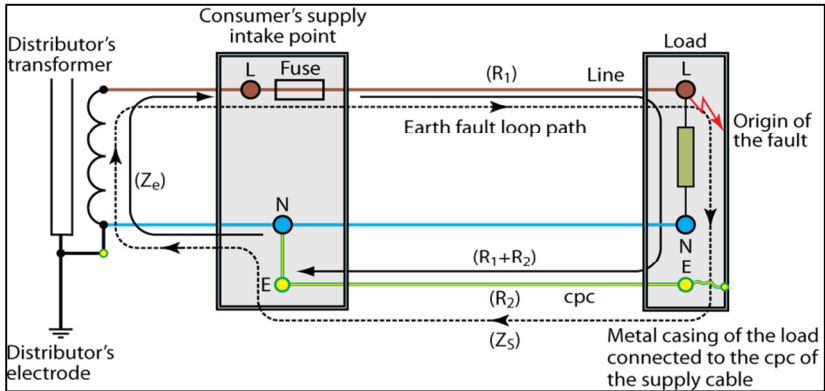 Consumer's supply
intake point
Distributor's
transformer
Load
L
Fuse
(R₁)
Line
L
Earth fault loop path
Origin of
the fault
(Zₑ)
N
N
(R₁+R₂)
E
E
(R₂)
cpc
(Zₛ)
Distributor's
electrode
Metal casing of the load
connected to the cpc of
the supply cable